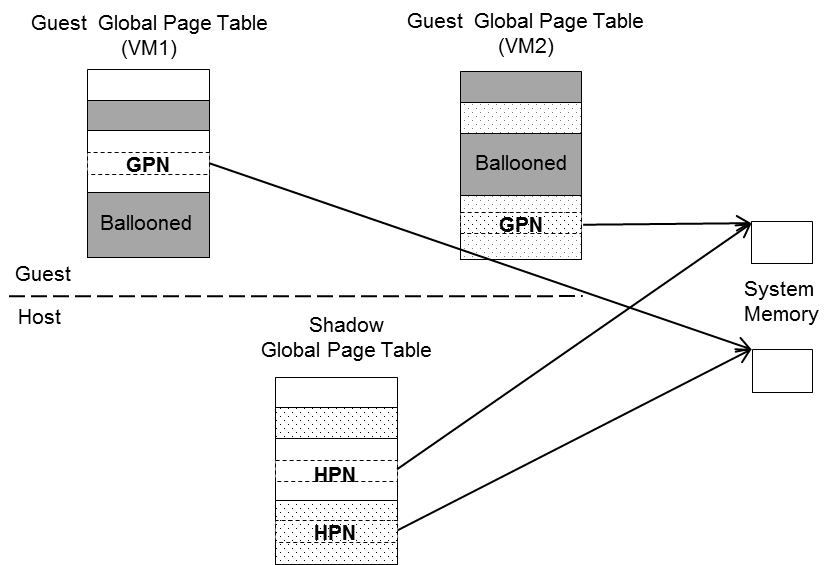 Guest Global Page Table
(VM1)
Guest Global Page Table
(VM2)
GPN
Ballooned
Ballooned
GPN
Guest
Host
System
Memory
Shadow
Global Page Table
HPN
HPN